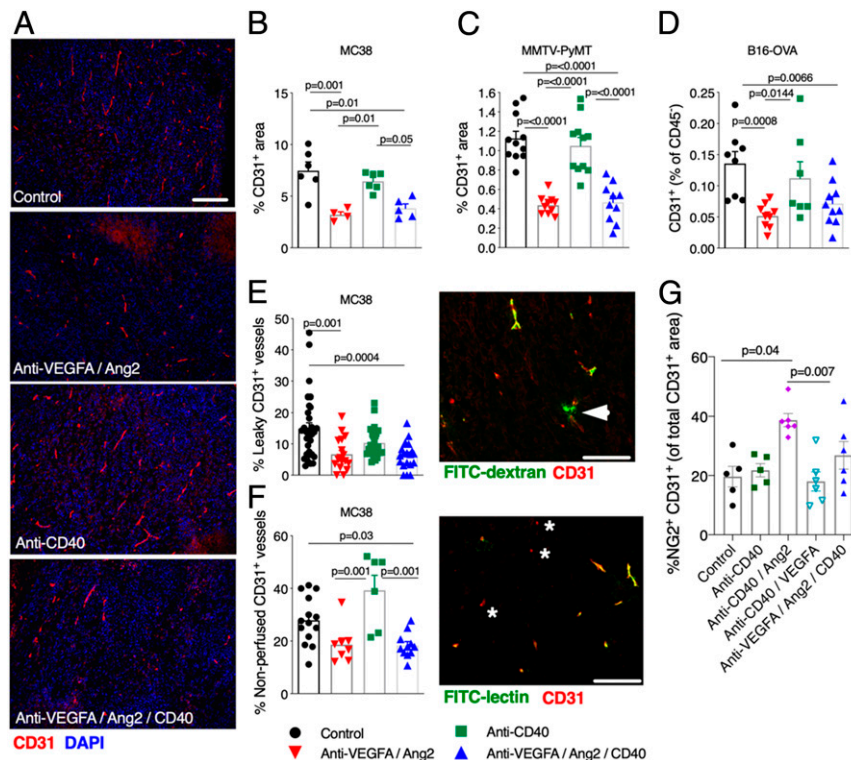 A
Control
Anti-VEGFA / Ang2
Anti-CD40
Anti-VEGFA / Ang2 / CD40
CD31 DAPI
B
MC38
% CD31+ area
15
10
5
0
p=0.001
p=0.01
p=0.01
p=0.05
C
MMTV-PyMT
% CD31+ area
1.6
1.4
1.2
1.0
0.8
0.6
0.4
0.2
0.0
p=<0.0001
p=<0.0001
p=<0.0001
p=<0.0001
D
B16-OVA
CD31+ (% of CD45-)
0.25
0.20
0.15
0.10
0.05
0.00
p=0.0066
p=0.0144
p=0.0008
E
MC38
% Leaky CD31+ vessels
50
40
30
20
10
0
p=0.001
p=0.0004
FITC-dextran CD31
F
MC38
% Non-perfused CD31+ vessels
60
40
20
0
p=0.03
p=0.001
p=0.001
* * *
FITC-lectin CD31
G
%NG2+ CD31+ (of total CD31+ area)
60
40
20
0
p=0.04
p=0.007
Control
Anti-CD40
Anti-CD40 / Ang2
Anti-CD40 / VEGFA
Anti-VEGFA / Ang2 / CD40
Control
Anti-CD40
Anti-VEGFA / Ang2
Anti-VEGFA / Ang2 / CD40